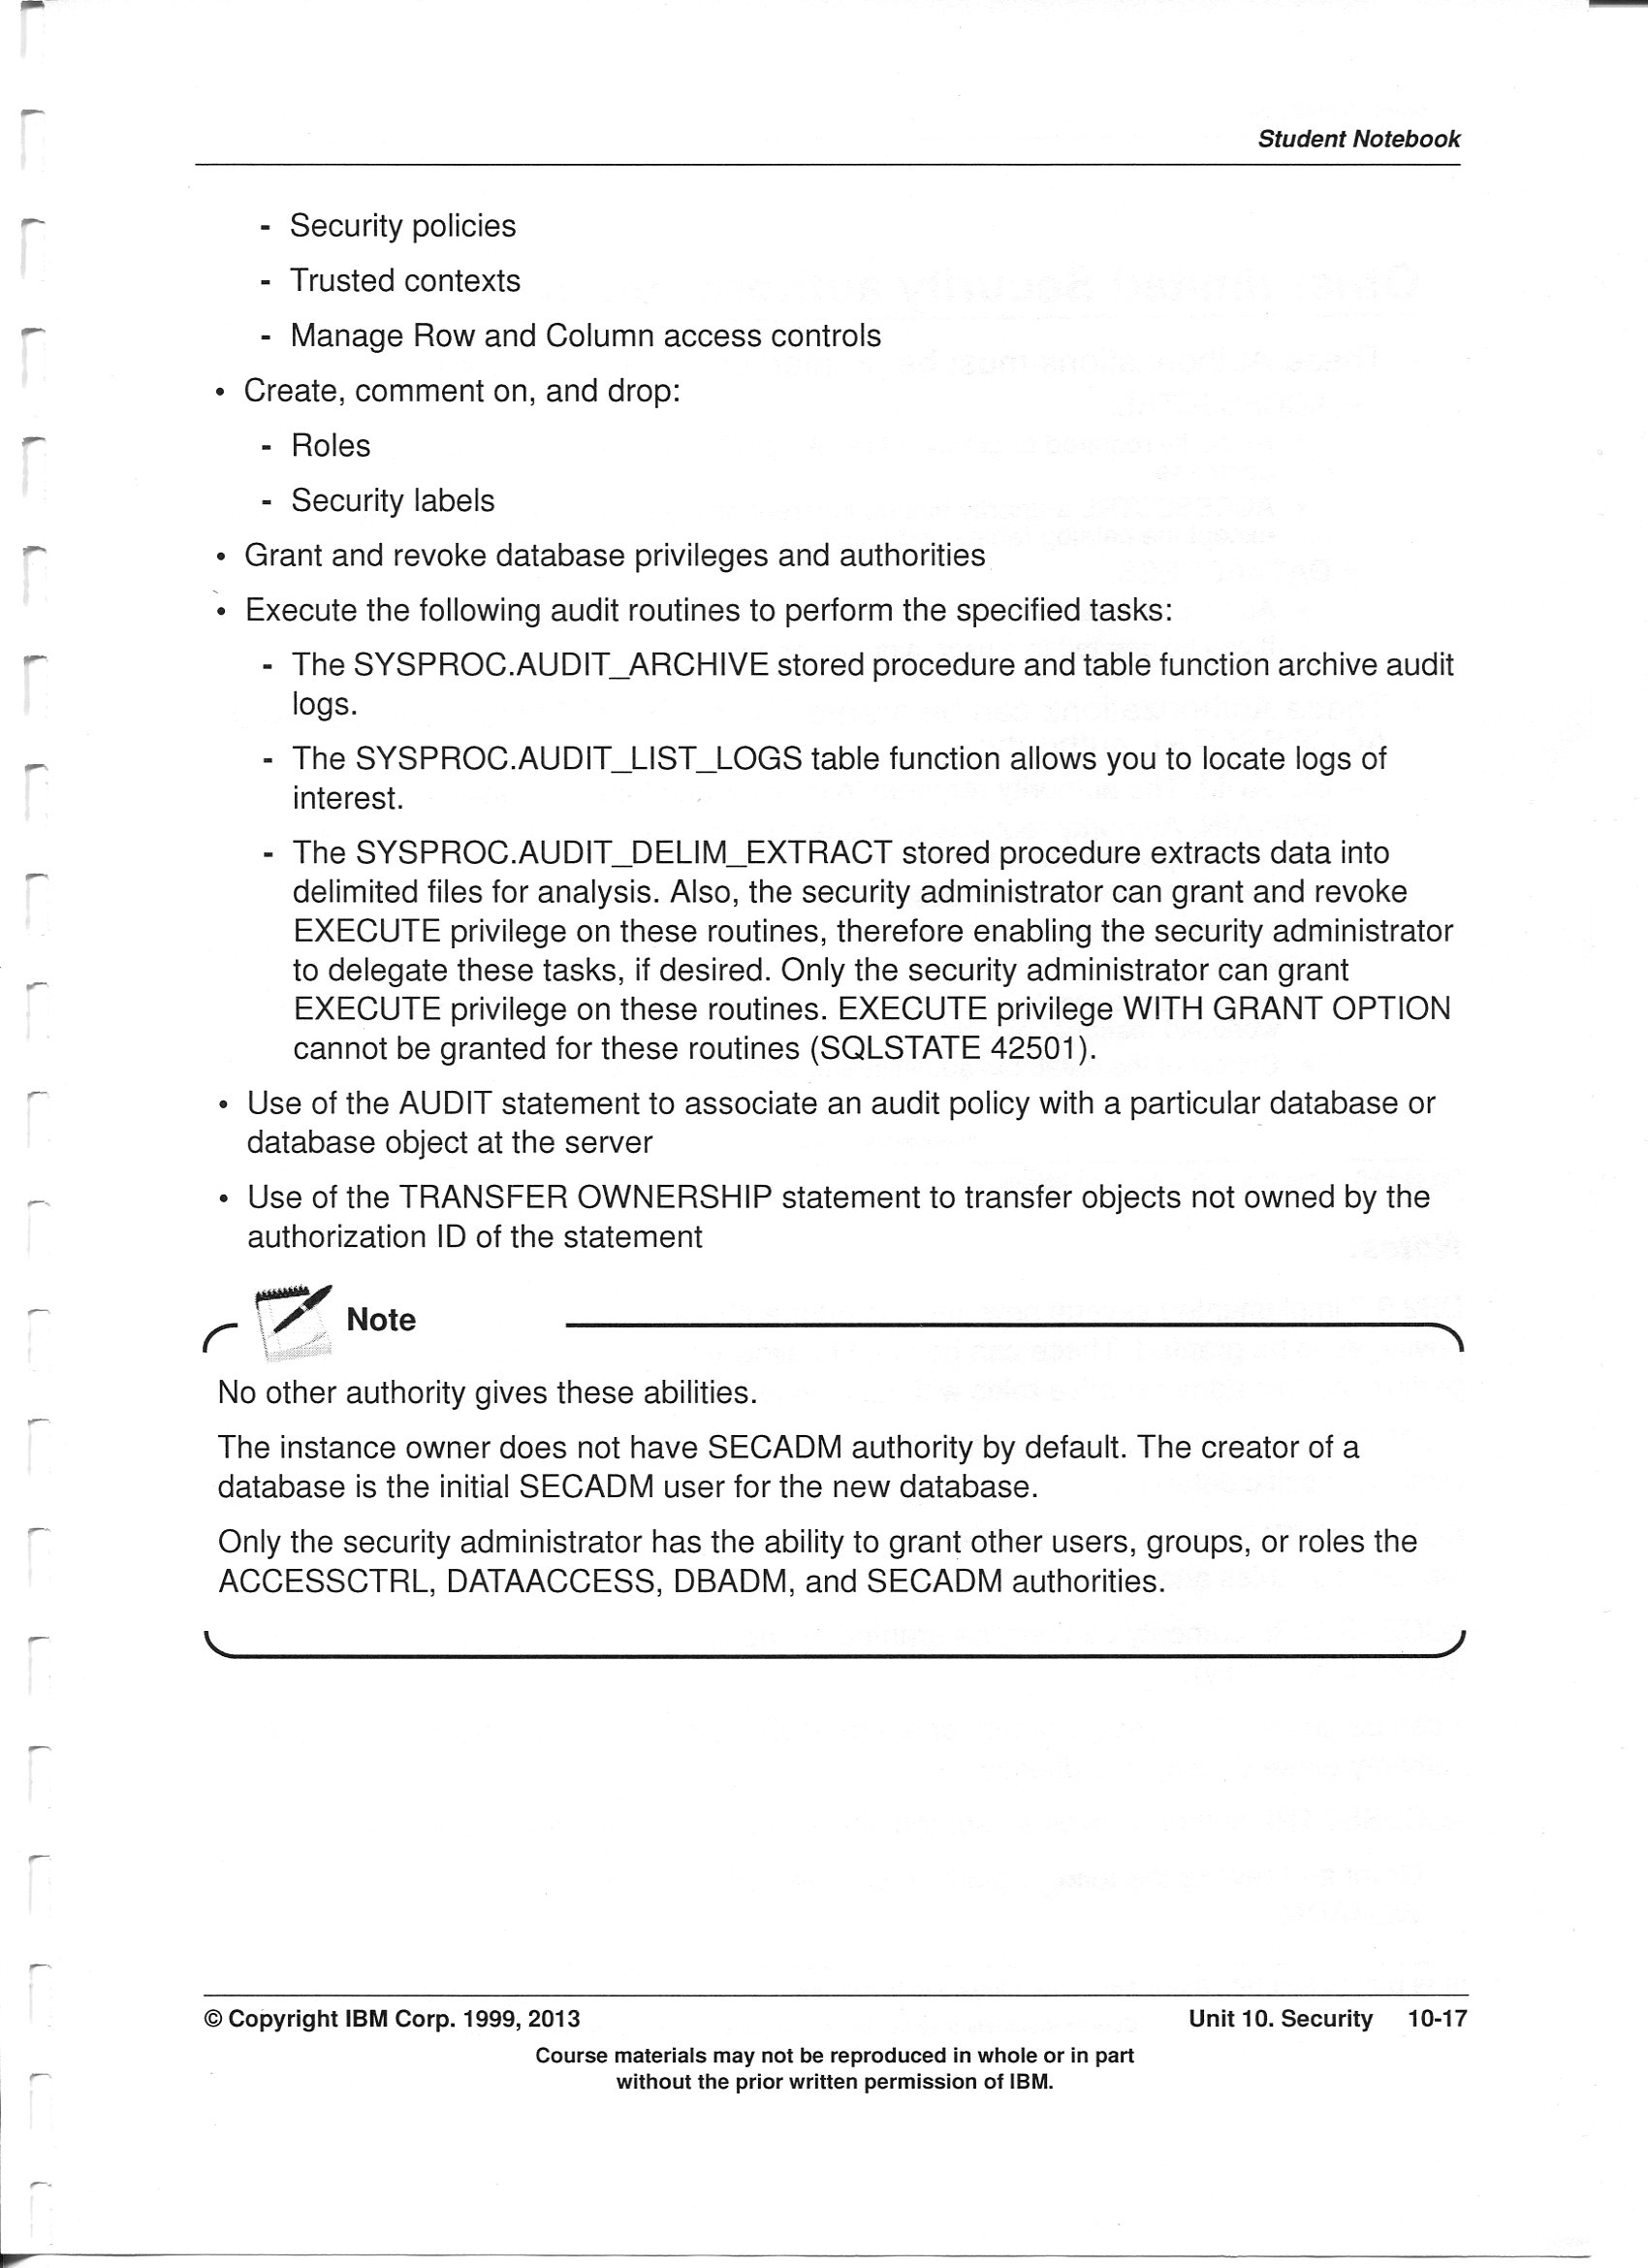 Student Notebook
- Security policies
- Trusted contexts
- Manage Row and Column access controls
• Create, comment on, and drop:
- Roles
- Security labels
• Grant and revoke database privileges and authorities
• Execute the following audit routines to perform the specified tasks:
- The SYSPROC.AUDIT_ARCHIVE stored procedure and table function archive audit
logs.
- The SYSPROC.AUDIT_LIST_LOGS table function allows you to locate logs of
interest.
- The SYSPROC.AUDIT_DELIM_EXTRACT stored procedure extracts data into
delimited files for analysis. Also, the security administrator can grant and revoke
EXECUTE privilege on these routines, therefore enabling the security administrator
to delegate these tasks, if desired. Only the security administrator can grant
EXECUTE privilege on these routines. EXECUTE privilege WITH GRANT OPTION
cannot be granted for these routines (SQLSTATE 42501).
• Use of the AUDIT statement to associate an audit policy with a particular database or
database object at the server
• Use of the TRANSFER OWNERSHIP statement to transfer objects not owned by the
authorization ID of the statement
Note
No other authority gives these abilities.
The instance owner does not have SECADM authority by default. The creator of a
database is the initial SECADM user for the new database.
Only the security administrator has the ability to grant other users, groups, or roles the
ACCESSCTRL, DATAACCESS, DBADM, and SECADM authorities.
© Copyright IBM Corp. 1999, 2013 Unit 10. Security 10-17
Course materials may not be reproduced in whole or in part
without the prior written permission of IBM.